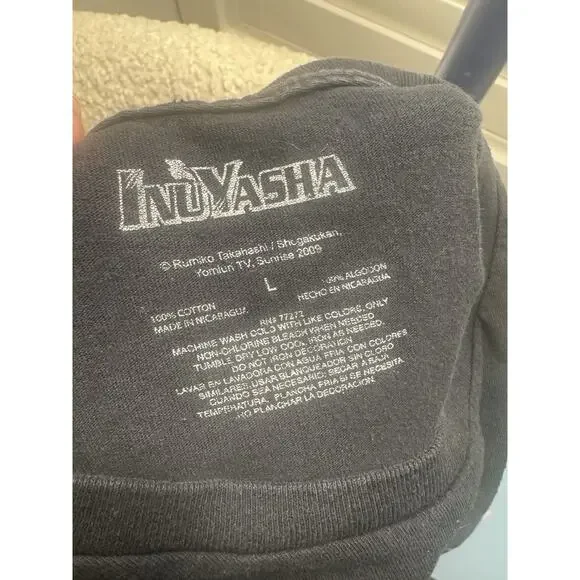 INUYASHA
© Rumiko Takahashi / Shogakukan,
Yomiuri TV, Sunrise 2009
L
100% COTTON
MADE IN NICARAGUA
100% ALGODON
HECHO EN NICARAGUA
RN# 77272
MACHINE WASH COLD WITH LIKE COLORS, ONLY
NON-CHLORINE BLEACH WHEN NEEDED
TUMBLE DRY LOW COOL IRON AS NEEDED.
DO NOT IRON DECORATION
LAVAR EN LAVADORA CON AGUA FRIA CON COLORES
SIMILARES. USAR BLANQUEADOR SIN CLORO
CUANDO SEA NECESARIO; SEGAR A BAJA
TEMPERATURA. PLANCHA FRIA SI SE NECESITA
NO PLANCHAR LA DECORACION.